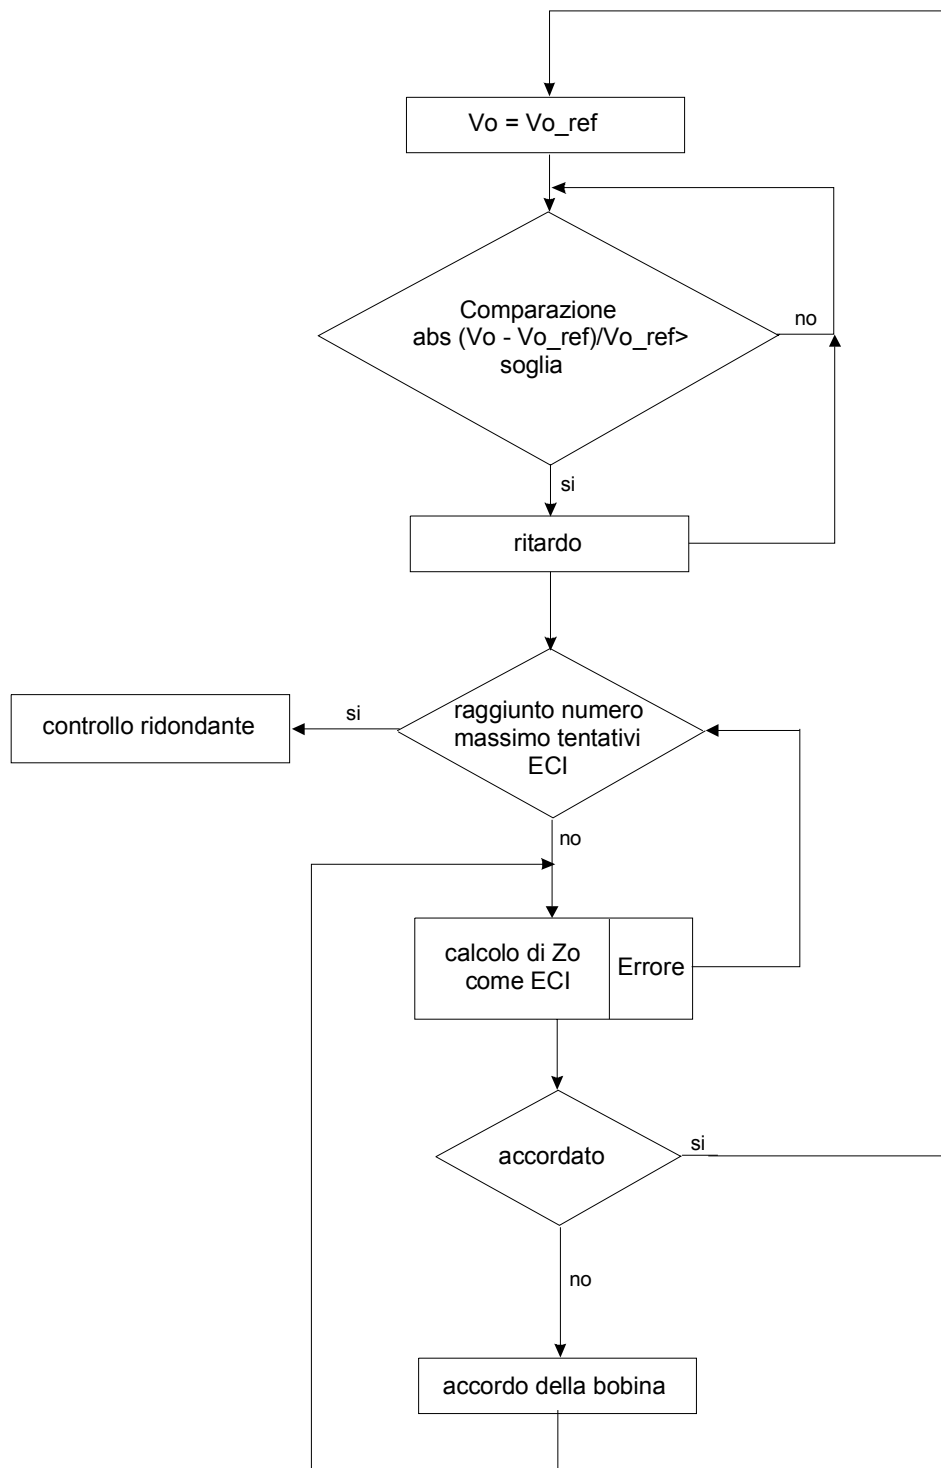 Vo = Vo_ref
Comparazione
abs (Vo - Vo_ref)/Vo_ref>
soglia
no
si
ritardo
raggiunto numero
massimo tentativi
ECI
si
controllo ridondante
no
calcolo di Zo
come ECI
Errore
accordato
si
no
accordo della bobina